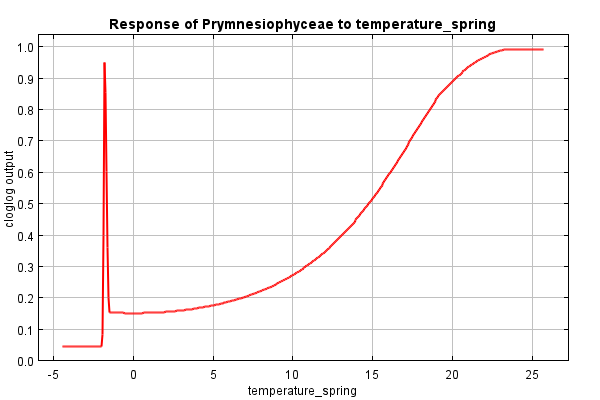 Response of Prymnesiophyceae to temperature_spring
1.0
0.9
0.8
0.7
0.6
0.5
0.4
0.3
0.2
0.1
0.0
cloglog output
-5 0 5 10 15 20 25
temperature_spring